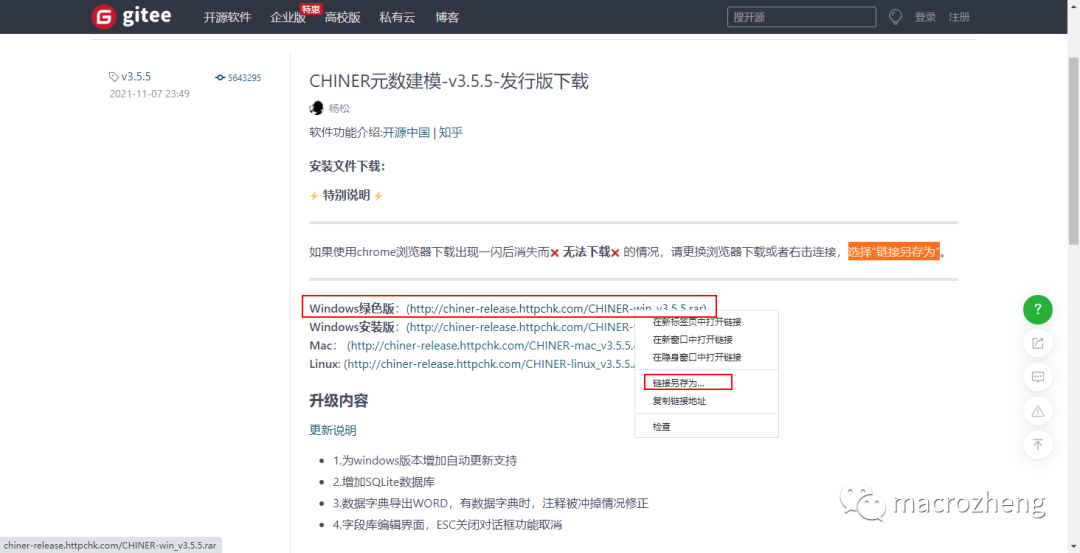 gitee 开源软件 企业版 特惠 高校版 私有云 博客 搜开源 登录 注册
v3.5.5 5643295
2021-11-07 23:49
CHINER元数建模-v3.5.5-发行版下载
杨松
软件功能介绍:开源中国 | 知乎
安装文件下载：
⚡ 特别说明 ⚡
如果使用chrome浏览器下载出现一闪后消失而❌ 无法下载❌ 的情况，请更换浏览器下载或者右击连接，选择“链接另存为”。
Windows绿色版：(http://chiner-release.httpchk.com/CHINER-win_v3.5.5.rar)
Windows安装版：(http://chiner-release.httpchk.com/CHINER-
Mac： (http://chiner-release.httpchk.com/CHINER-mac_v3.5.5.
Linux: (http://chiner-release.httpchk.com/CHINER-linux_v3.5.5.
在新标签页中打开链接
在新窗口中打开链接
在隐身窗口中打开链接
链接另存为...
复制链接地址
检查
升级内容
更新说明
1.为windows版本增加自动更新支持
2.增加SQLite数据库
3.数据字典导出WORD，有数据字典时，注释被冲掉情况修正
4.字段库编辑界面，ESC关闭对话框功能取消
?
macrozheng
chiner-release.httpchk.com/CHINER-win_v3.5.5.rar